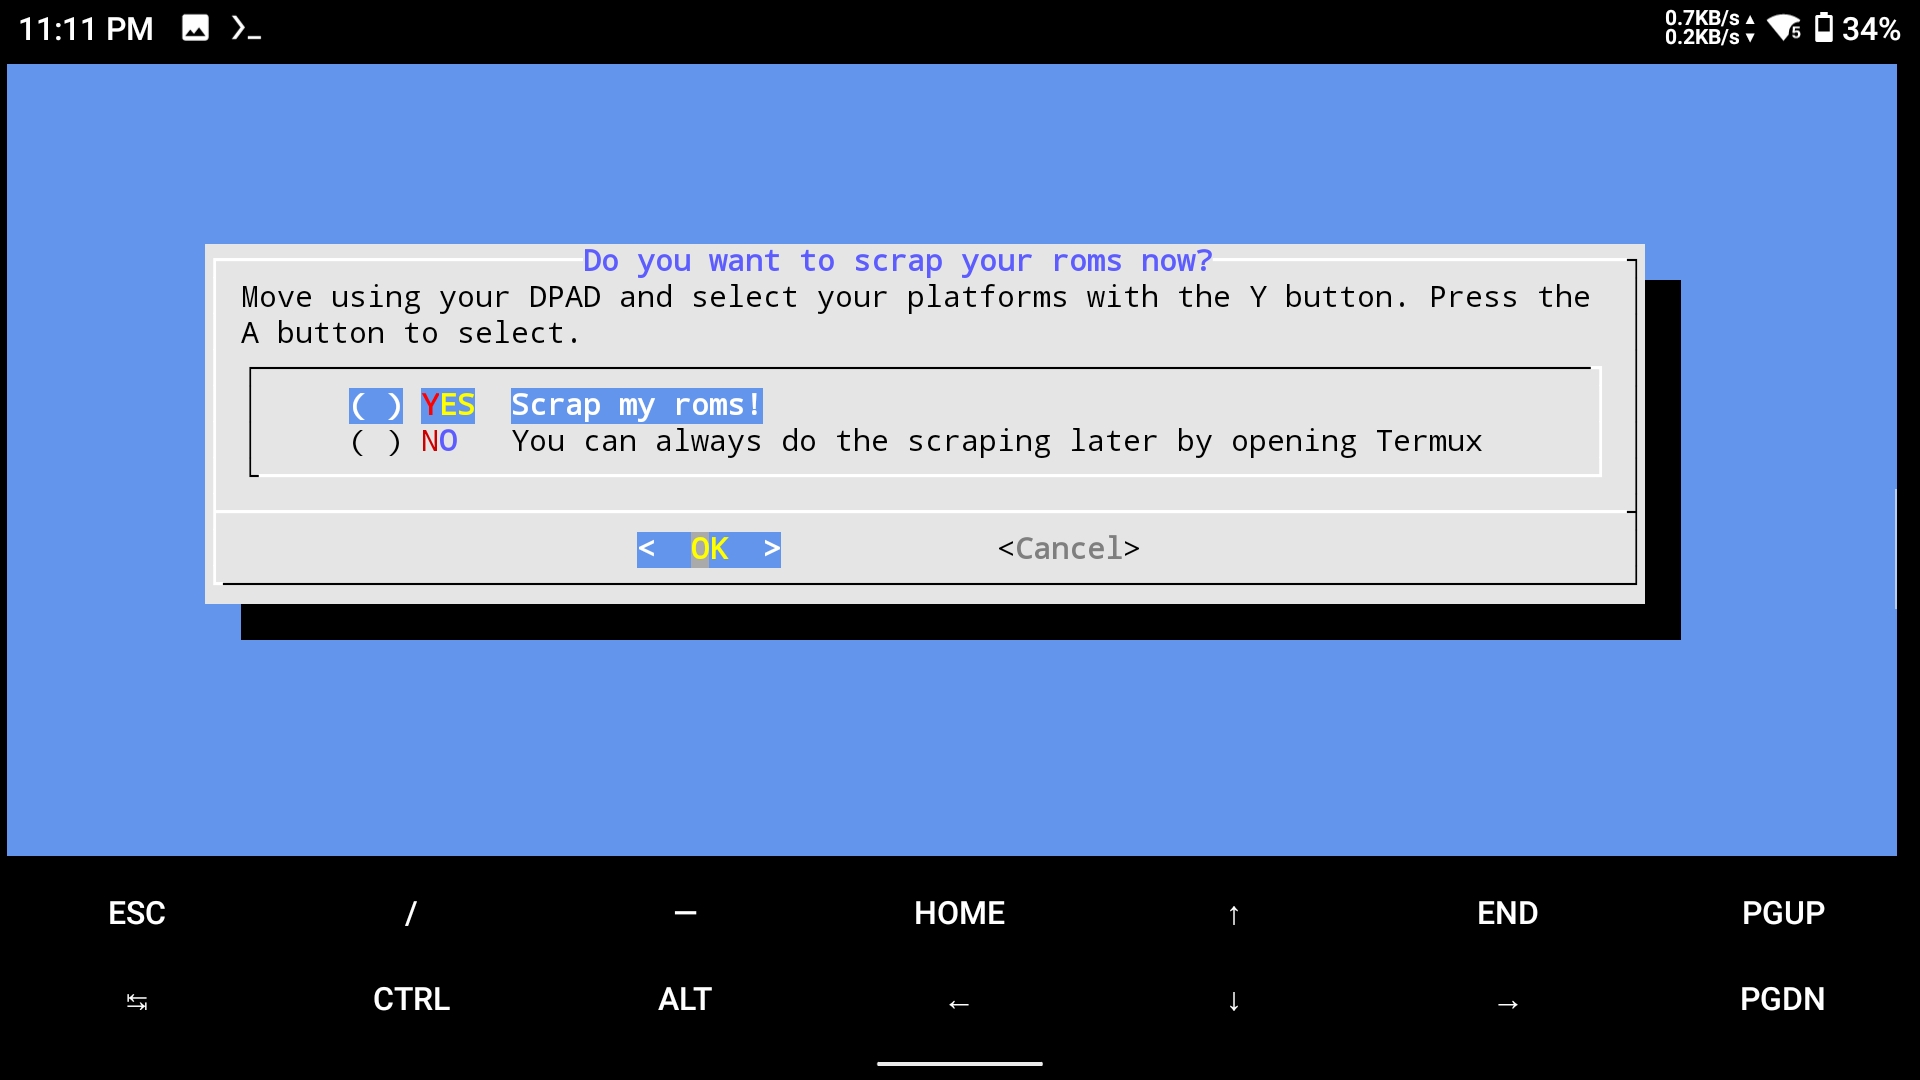 11:11 PM
0.7KB/s ▲
0.2KB/s ▼
5
34%
Do you want to scrap your roms now?
Move using your DPAD and select your platforms with the Y button. Press the
A button to select.
( ) YES Scrap my roms!
( ) NO You can always do the scraping later by opening Termux
< OK > <Cancel>
ESC / — HOME ↑ END PGUP
↹ CTRL ALT ← ↓ → PGDN